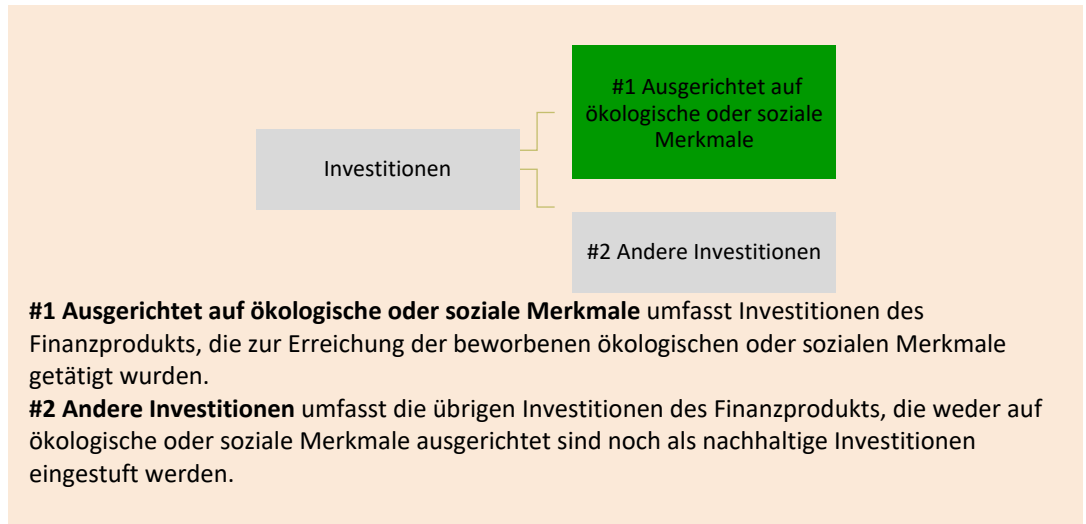 #1 Ausgerichtet auf
ökologische oder soziale
Merkmale
Investitionen
#2 Andere Investitionen
#1 Ausgerichtet auf ökologische oder soziale Merkmale umfasst Investitionen des
Finanzprodukts, die zur Erreichung der beworbenen ökologischen oder sozialen Merkmale
getätigt wurden.
#2 Andere Investitionen umfasst die übrigen Investitionen des Finanzprodukts, die weder auf
ökologische oder soziale Merkmale ausgerichtet sind noch als nachhaltige Investitionen
eingestuft werden.